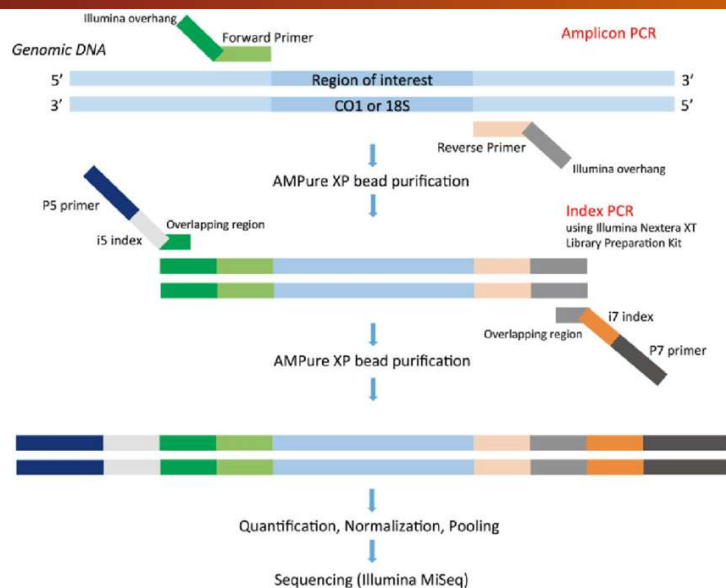 Illumina overhang
Forward Primer
Amplicon PCR
Genomic DNA
5’ Region of interest 3’
3’ CO1 or 18S 5’
Reverse Primer
Illumina overhang
AMPure XP bead purification
P5 primer
i5 index
Overlapping region
Index PCR
using Illumina Nextera XT
Library Preparation Kit
i7 index
Overlapping region
P7 primer
AMPure XP bead purification
Quantification, Normalization, Pooling
Sequencing (Illumina MiSeq)